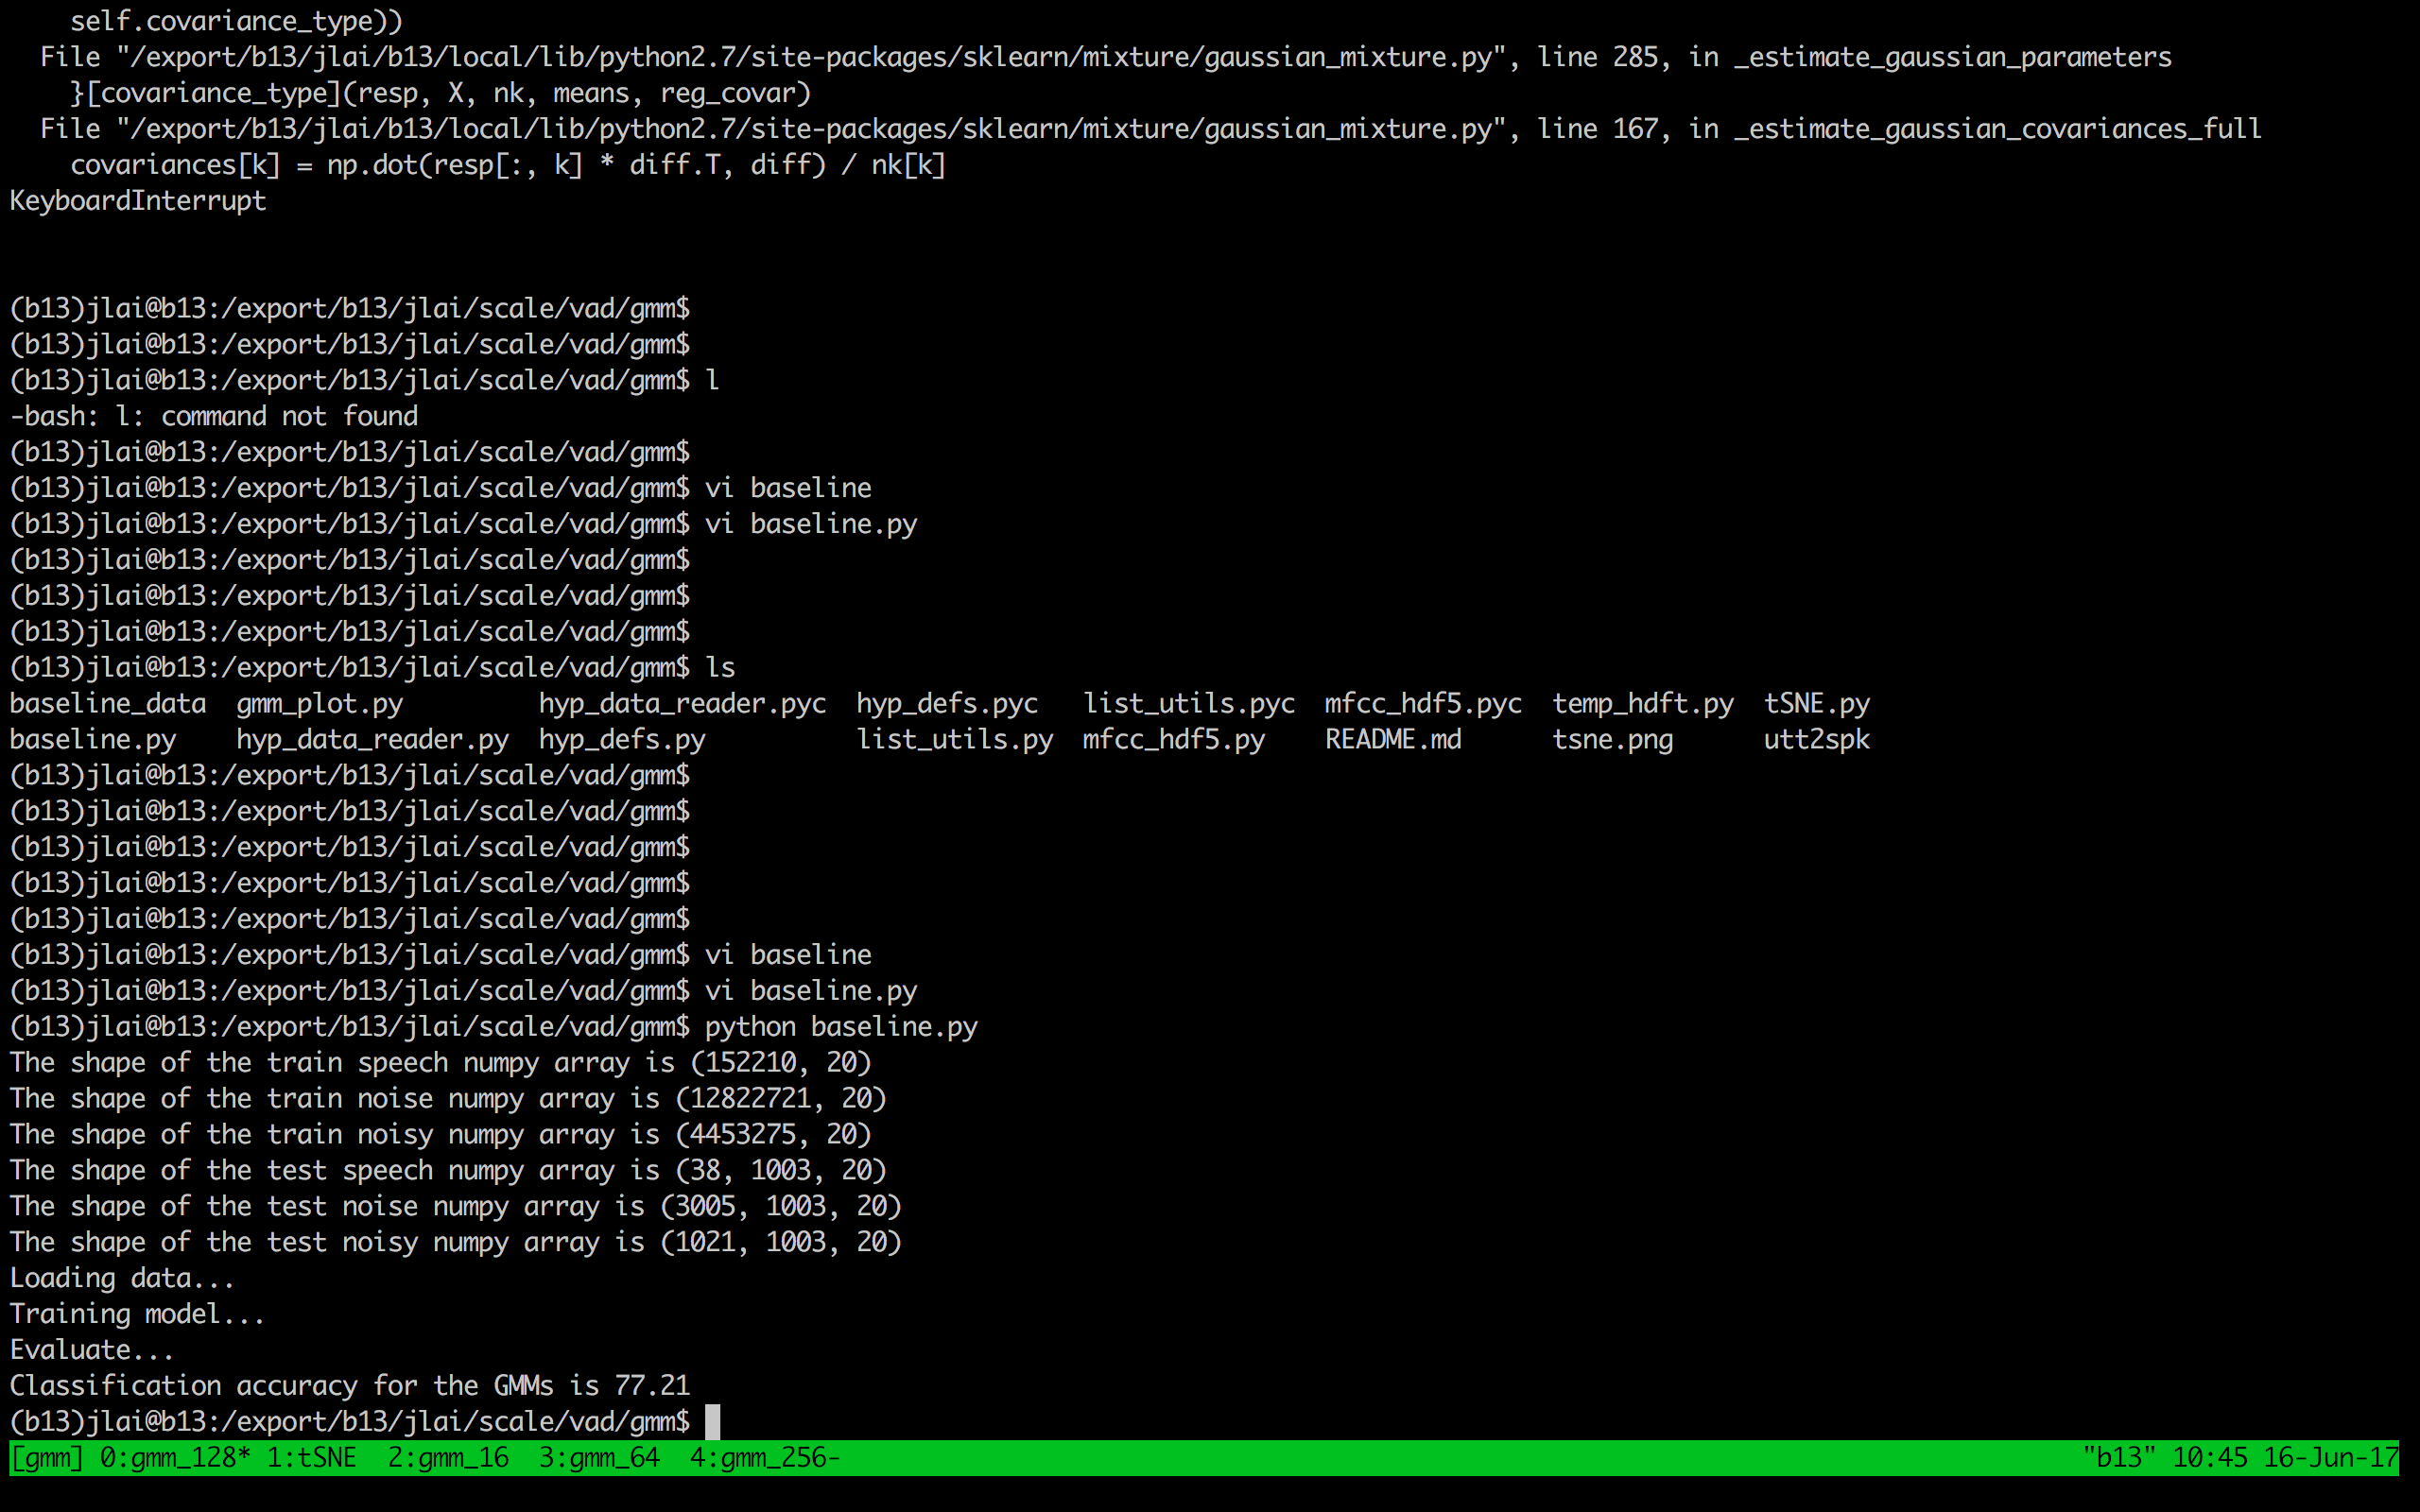 self.covariance_type))
  File "/export/b13/jlai/b13/local/lib/python2.7/site-packages/sklearn/mixture/gaussian_mixture.py", line 285, in _estimate_gaussian_parameters
    }[covariance_type](resp, X, nk, means, reg_covar)
  File "/export/b13/jlai/b13/local/lib/python2.7/site-packages/sklearn/mixture/gaussian_mixture.py", line 167, in _estimate_gaussian_covariances_full
    covariances[k] = np.dot(resp[:, k] * diff.T, diff) / nk[k]
KeyboardInterrupt
(b13)jlai@b13:/export/b13/jlai/scale/vad/gmm$
(b13)jlai@b13:/export/b13/jlai/scale/vad/gmm$
(b13)jlai@b13:/export/b13/jlai/scale/vad/gmm$ l
-bash: l: command not found
(b13)jlai@b13:/export/b13/jlai/scale/vad/gmm$
(b13)jlai@b13:/export/b13/jlai/scale/vad/gmm$ vi baseline
(b13)jlai@b13:/export/b13/jlai/scale/vad/gmm$ vi baseline.py
(b13)jlai@b13:/export/b13/jlai/scale/vad/gmm$
(b13)jlai@b13:/export/b13/jlai/scale/vad/gmm$
(b13)jlai@b13:/export/b13/jlai/scale/vad/gmm$
(b13)jlai@b13:/export/b13/jlai/scale/vad/gmm$ ls
baseline_data  gmm_plot.py         hyp_data_reader.pyc  hyp_defs.pyc   list_utils.pyc  mfcc_hdf5.pyc  temp_hdft.py  tSNE.py
baseline.py    hyp_data_reader.py  hyp_defs.py          list_utils.py  mfcc_hdf5.py    README.md      tsne.png      utt2spk
(b13)jlai@b13:/export/b13/jlai/scale/vad/gmm$
(b13)jlai@b13:/export/b13/jlai/scale/vad/gmm$
(b13)jlai@b13:/export/b13/jlai/scale/vad/gmm$
(b13)jlai@b13:/export/b13/jlai/scale/vad/gmm$
(b13)jlai@b13:/export/b13/jlai/scale/vad/gmm$
(b13)jlai@b13:/export/b13/jlai/scale/vad/gmm$ vi baseline
(b13)jlai@b13:/export/b13/jlai/scale/vad/gmm$ vi baseline.py
(b13)jlai@b13:/export/b13/jlai/scale/vad/gmm$ python baseline.py
The shape of the train speech numpy array is (152210, 20)
The shape of the train noise numpy array is (12822721, 20)
The shape of the train noisy numpy array is (4453275, 20)
The shape of the test speech numpy array is (38, 1003, 20)
The shape of the test noise numpy array is (3005, 1003, 20)
The shape of the test noisy numpy array is (1021, 1003, 20)
Loading data...
Training model...
Evaluate...
Classification accuracy for the GMMs is 77.21
(b13)jlai@b13:/export/b13/jlai/scale/vad/gmm$
[gmm] 0:gmm_128* 1:tSNE  2:gmm_16  3:gmm_64  4:gmm_256-    "b13" 10:45 16-Jun-17